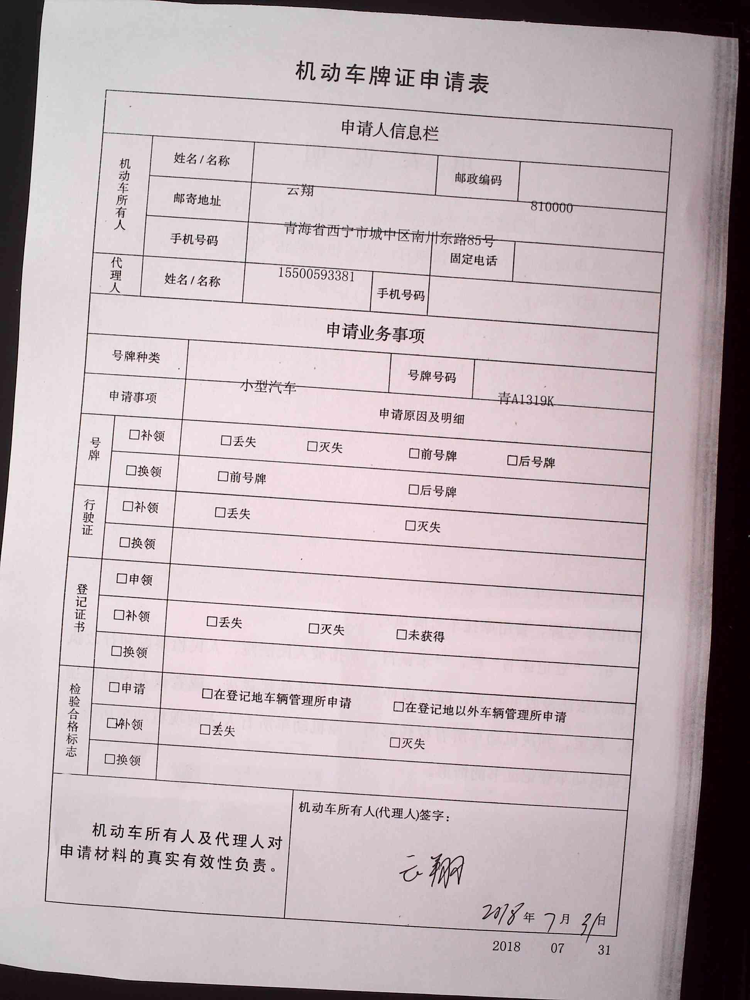 机动车牌证申请表
申请人信息栏
机动车所有人
姓名/名称 云翔 邮政编码 810000
邮寄地址 青海省西宁市城中区南川东路85号
手机号码 15500593381 固定电话
代理人 姓名/名称 手机号码
申请业务事项
号牌种类 小型汽车 号牌号码 青A1319K
申请事项 申请原因及明细
号牌
□补领 □丢失 □灭失 □前号牌 □后号牌
□换领 □前号牌 □后号牌
行驶证
□补领 □丢失 □灭失
□换领
登记证书
□申领
□补领 □丢失 □灭失 □未获得
□换领
检验合格标志
□申请 □在登记地车辆管理所申请 □在登记地以外车辆管理所申请
☑补领 □丢失 □灭失
□换领
机动车所有人及代理人对
申请材料的真实有效性负责。
机动车所有人(代理人)签字:
云翔
2018年7月31日
2018 07 31